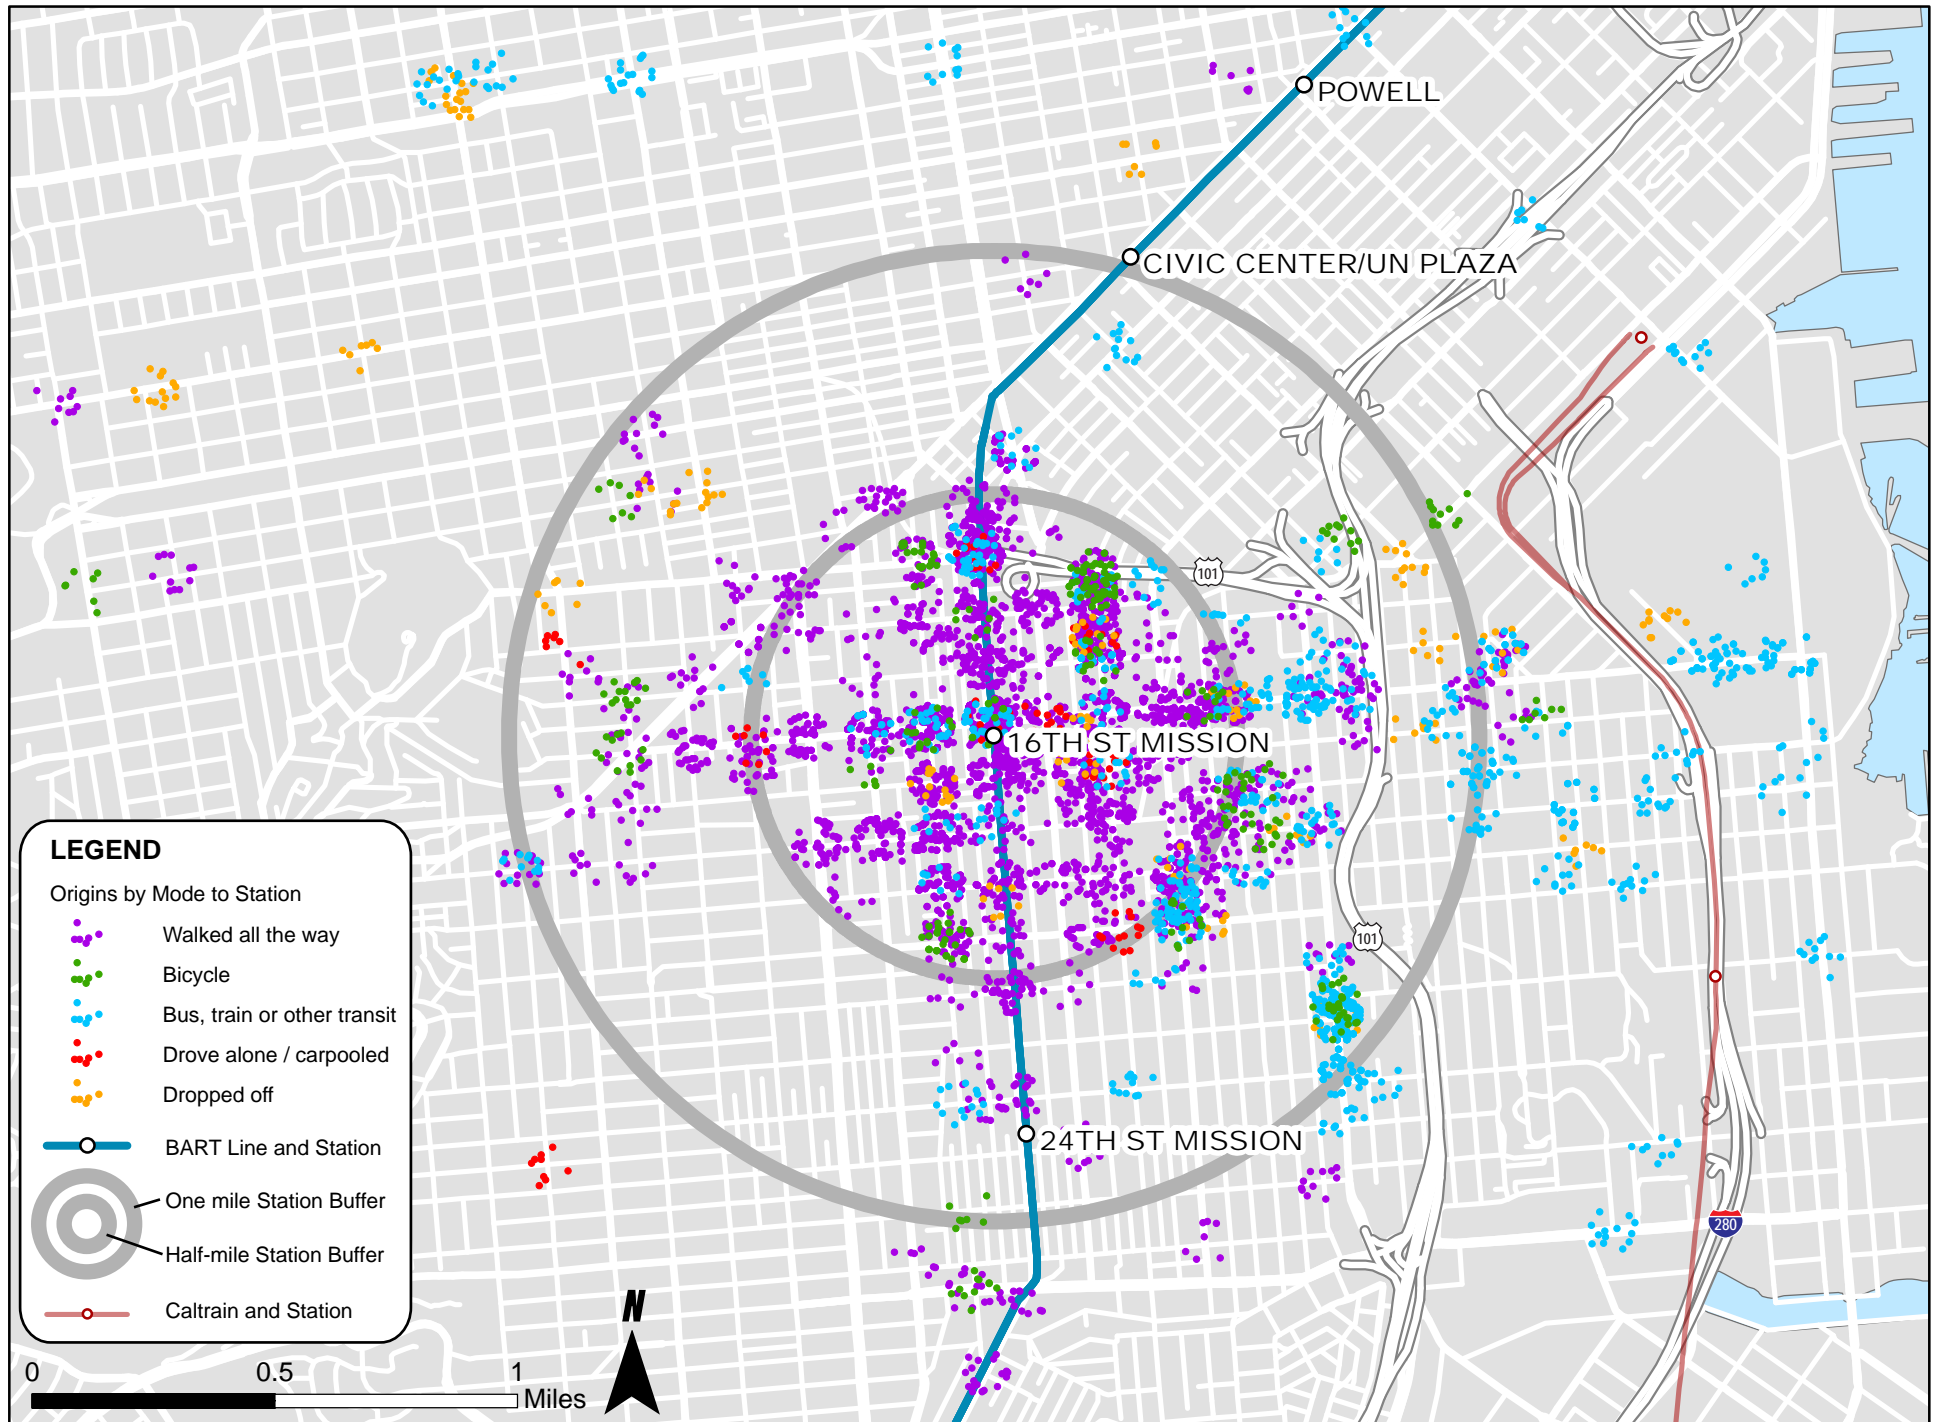 POWELL
CIVIC CENTER/UN PLAZA
101
16TH ST MISSION
101
24TH ST MISSION
280
LEGEND
Origins by Mode to Station
Walked all the way
Bicycle
Bus, train or other transit
Drove alone / carpooled
Dropped off
BART Line and Station
One mile Station Buffer
Half-mile Station Buffer
Caltrain and Station
N
0 0.5 1
Miles